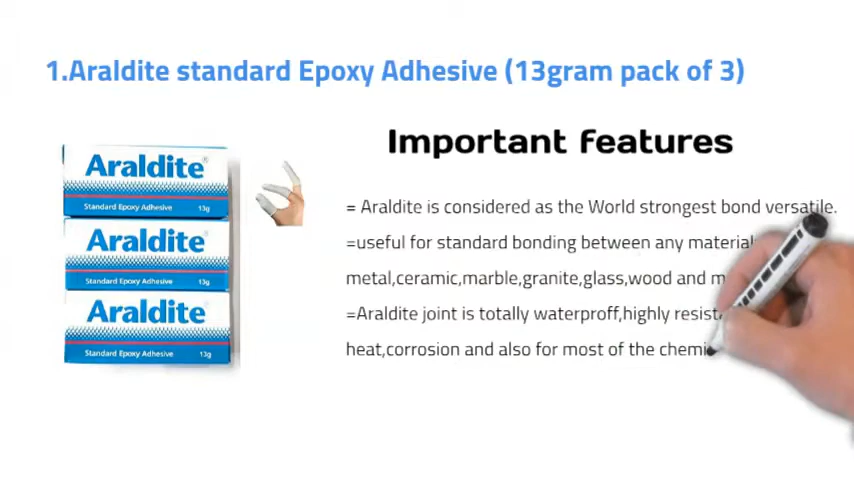 1.Araldite standard Epoxy Adhesive (13gram pack of 3)
Important features
Araldite®
Standard Epoxy Adhesive 13g
Araldite®
Standard Epoxy Adhesive 13g
Araldite®
Standard Epoxy Adhesive 13g
= Araldite is considered as the World strongest bond versatile.
=useful for standard bonding between any material
metal,ceramic,marble,granite,glass,wood and
=Araldite joint is totally waterproff,highly
heat,corrosion and also for most of the